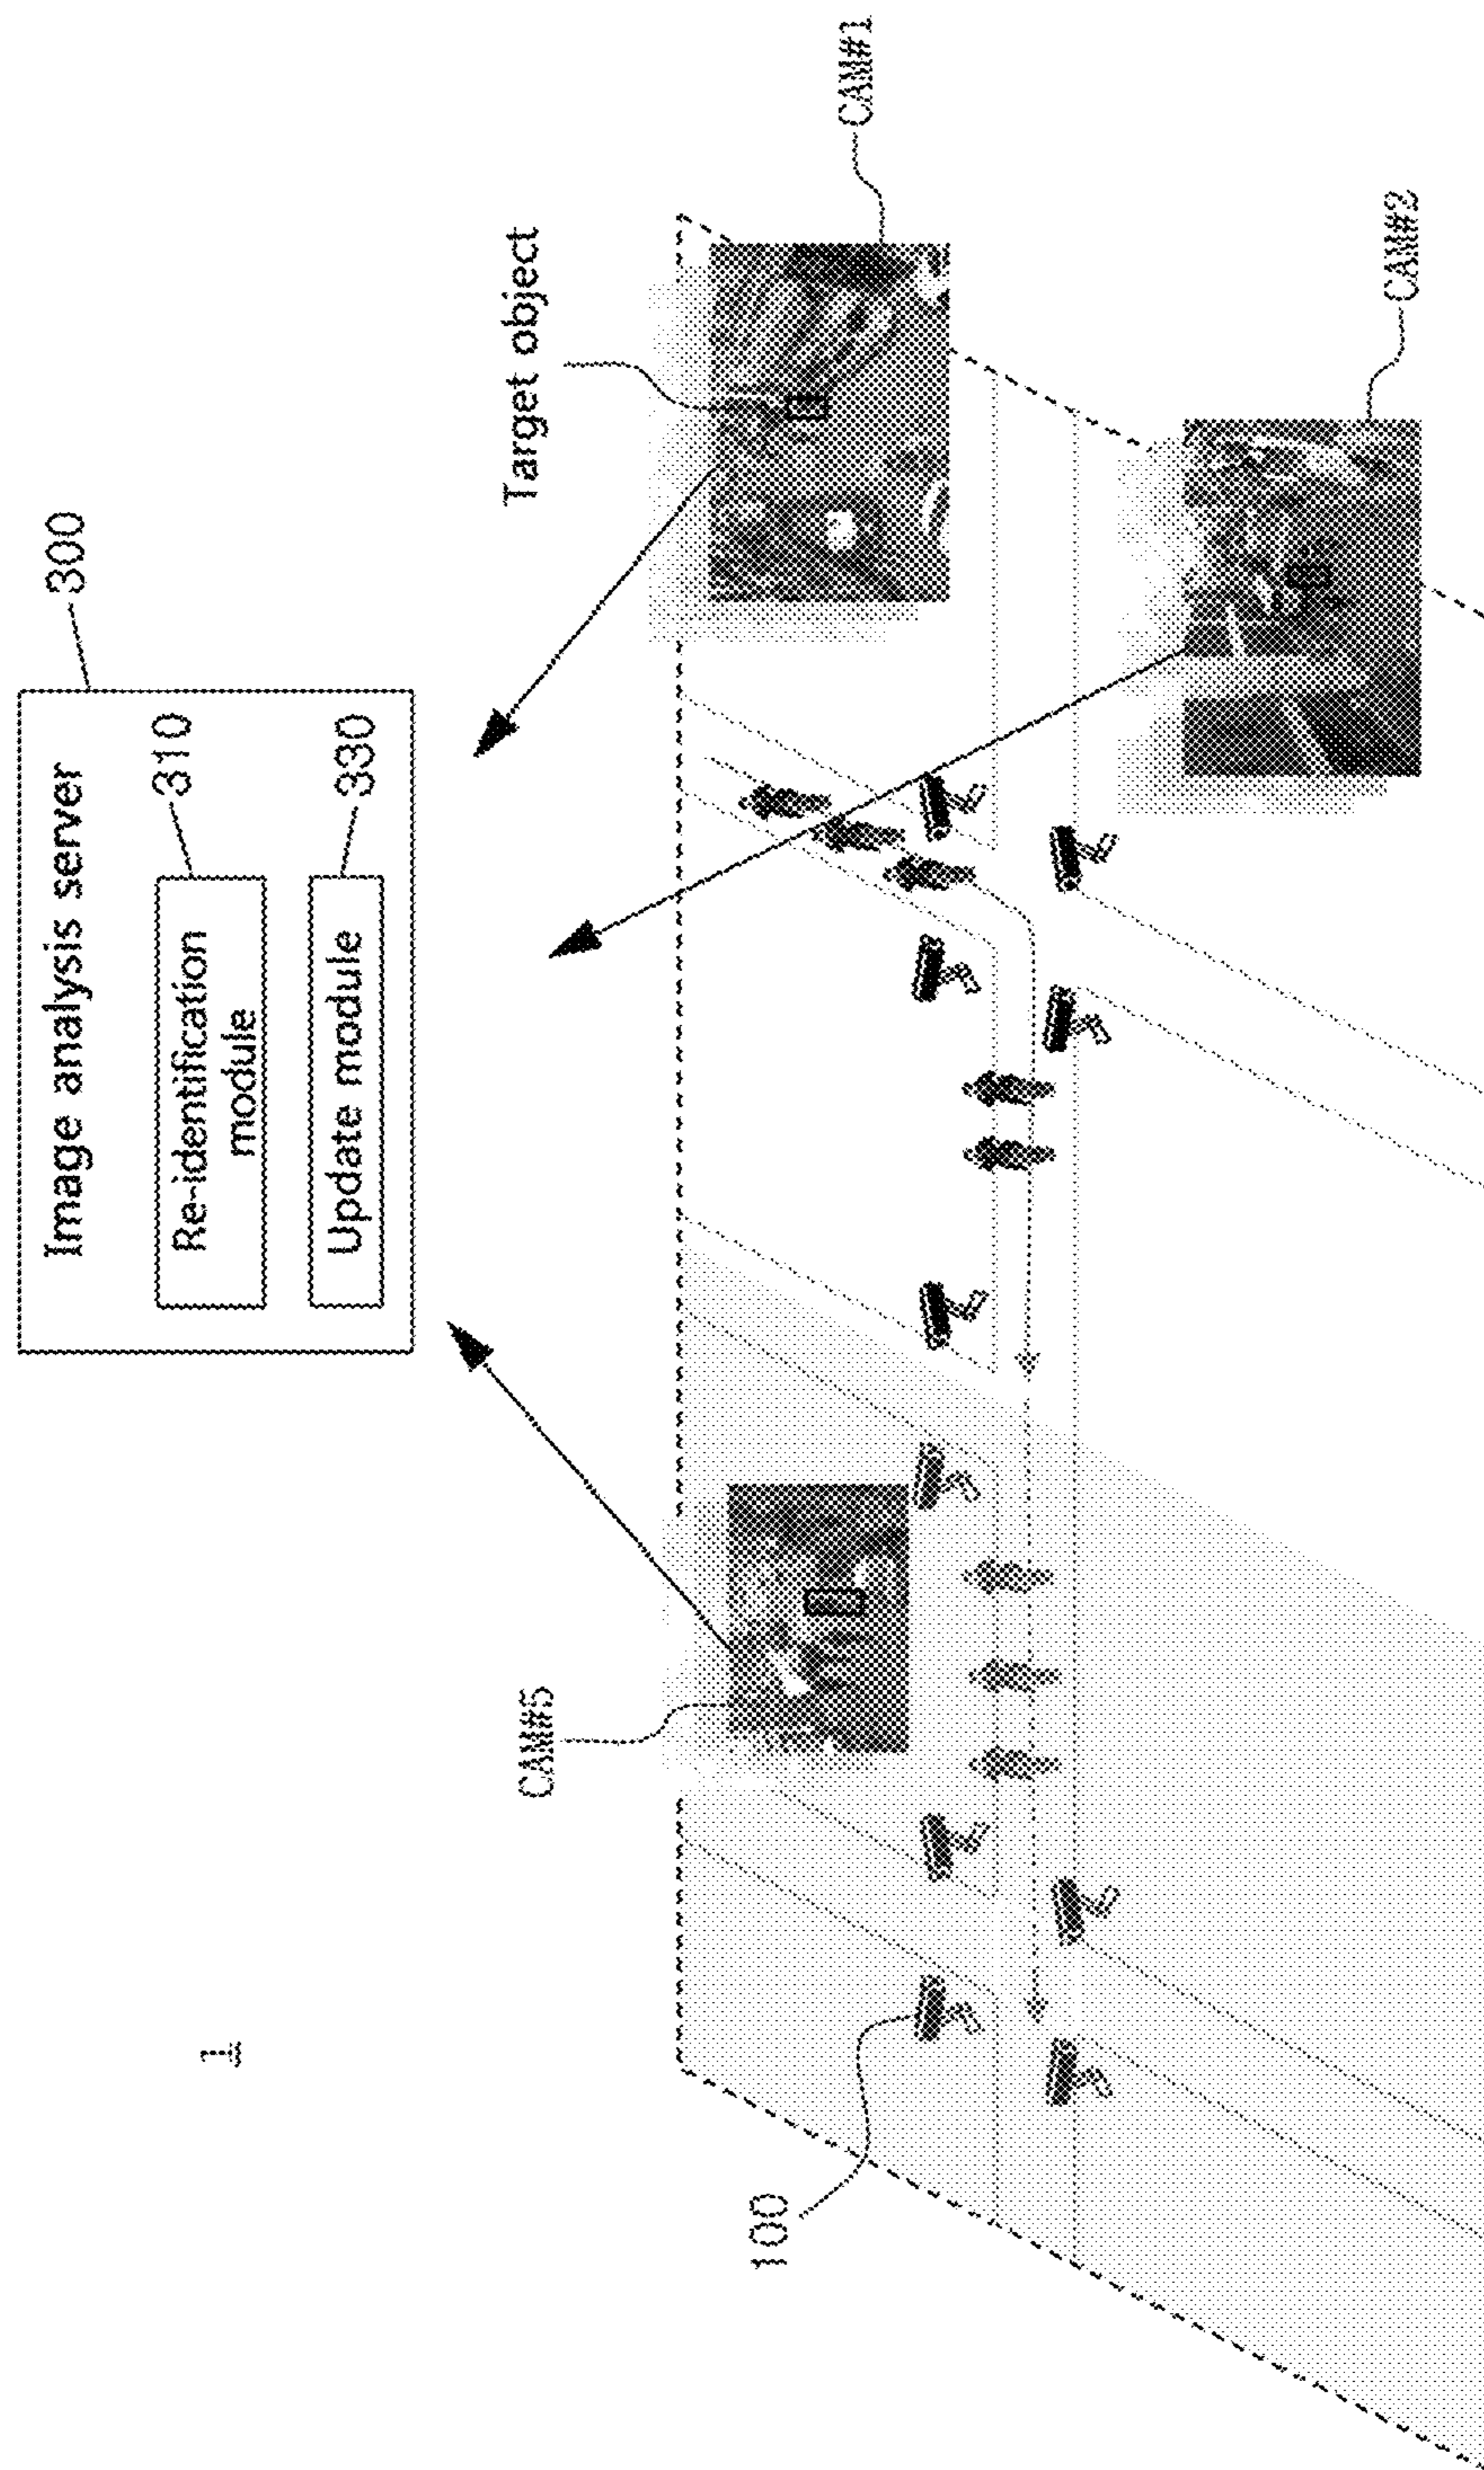 1
Image analysis server
300
Re-identification
module
310
Update module
330
Target object
CAM#5
CAM#1
100
CAM#2